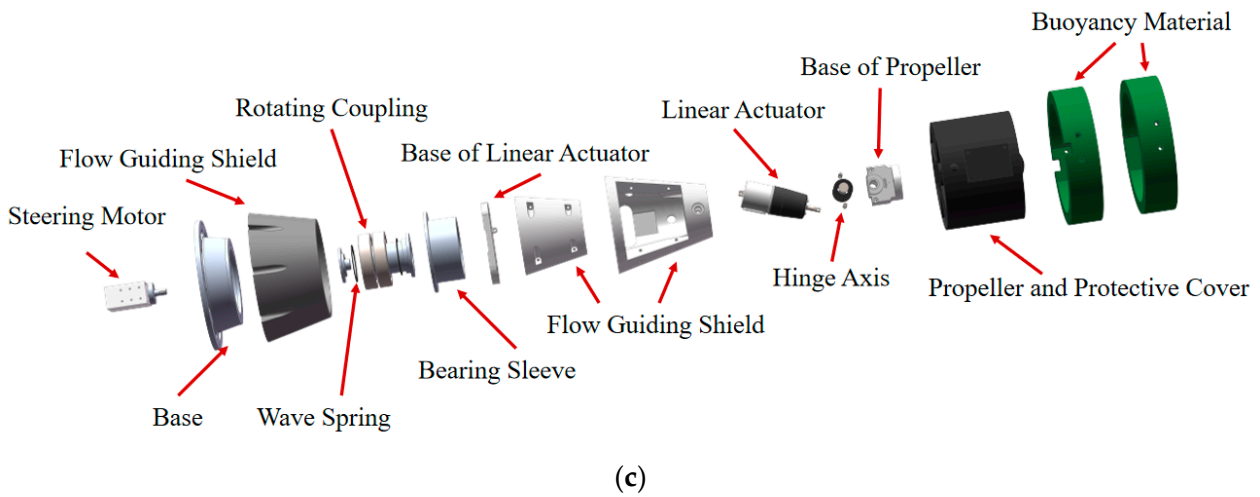 Buoyancy Material
Base of Propeller
Rotating Coupling
Linear Actuator
Flow Guiding Shield
Base of Linear Actuator
Steering Motor
Hinge Axis
Propeller and Protective Cover
Flow Guiding Shield
Bearing Sleeve
Base
Wave Spring
(c)